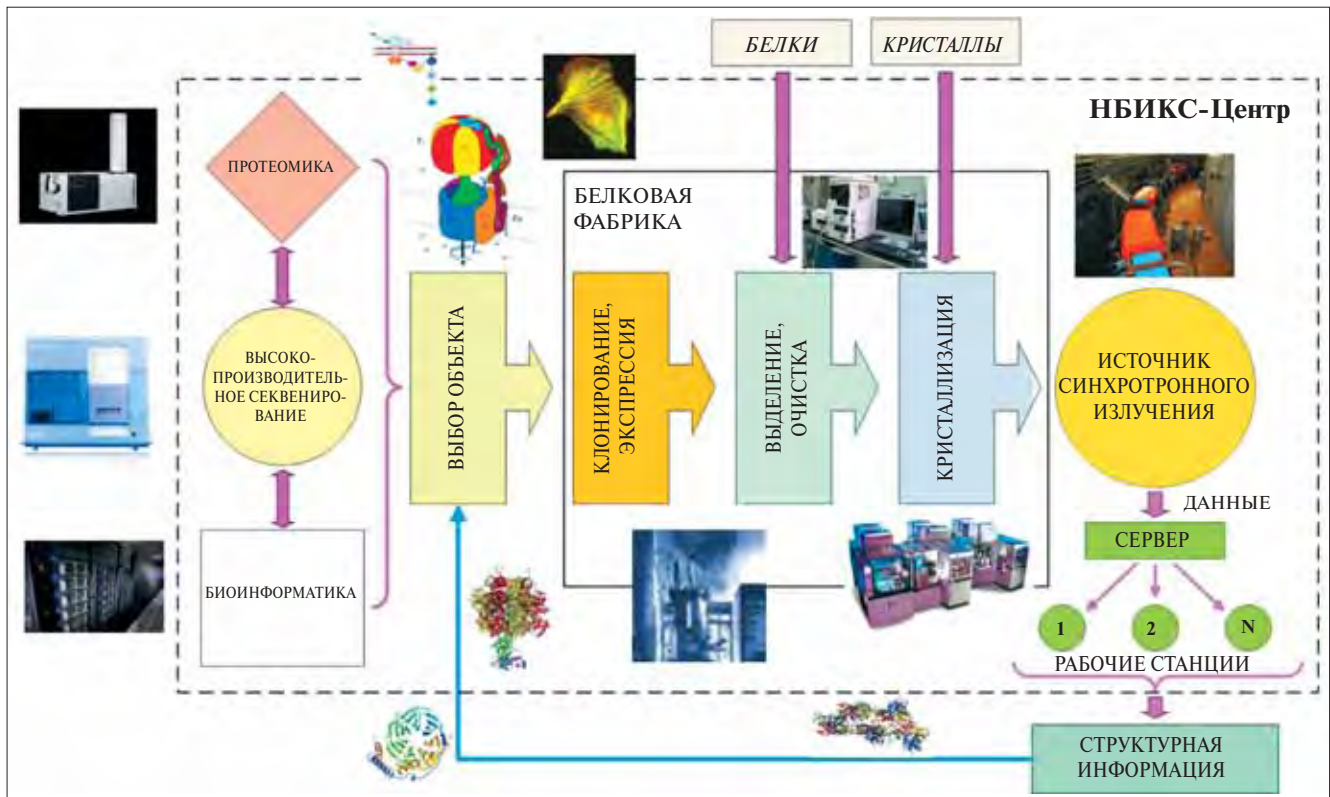 БЕЛКИ
КРИСТАЛЛЫ
НБИКС-Центр
ПРОТЕОМИКА
ВЫСОКО-
ПРОИЗВОДИТЕЛЬ-
НОЕ СЕКВЕНИРО-
ВАНИЕ
БИОИНФОРМАТИКА
ВЫБОР ОБЪЕКТА
БЕЛКОВАЯ
ФАБРИКА
КЛОНИРОВАНИЕ,
ЭКСПРЕССИЯ
ВЫДЕЛЕНИЕ,
ОЧИСТКА
КРИСТАЛЛИЗАЦИЯ
ИСТОЧНИК
СИНХРОТРОННОГО
ИЗЛУЧЕНИЯ
ДАННЫЕ
СЕРВЕР
1
2
N
РАБОЧИЕ СТАНЦИИ
СТРУКТУРНАЯ
ИНФОРМАЦИЯ